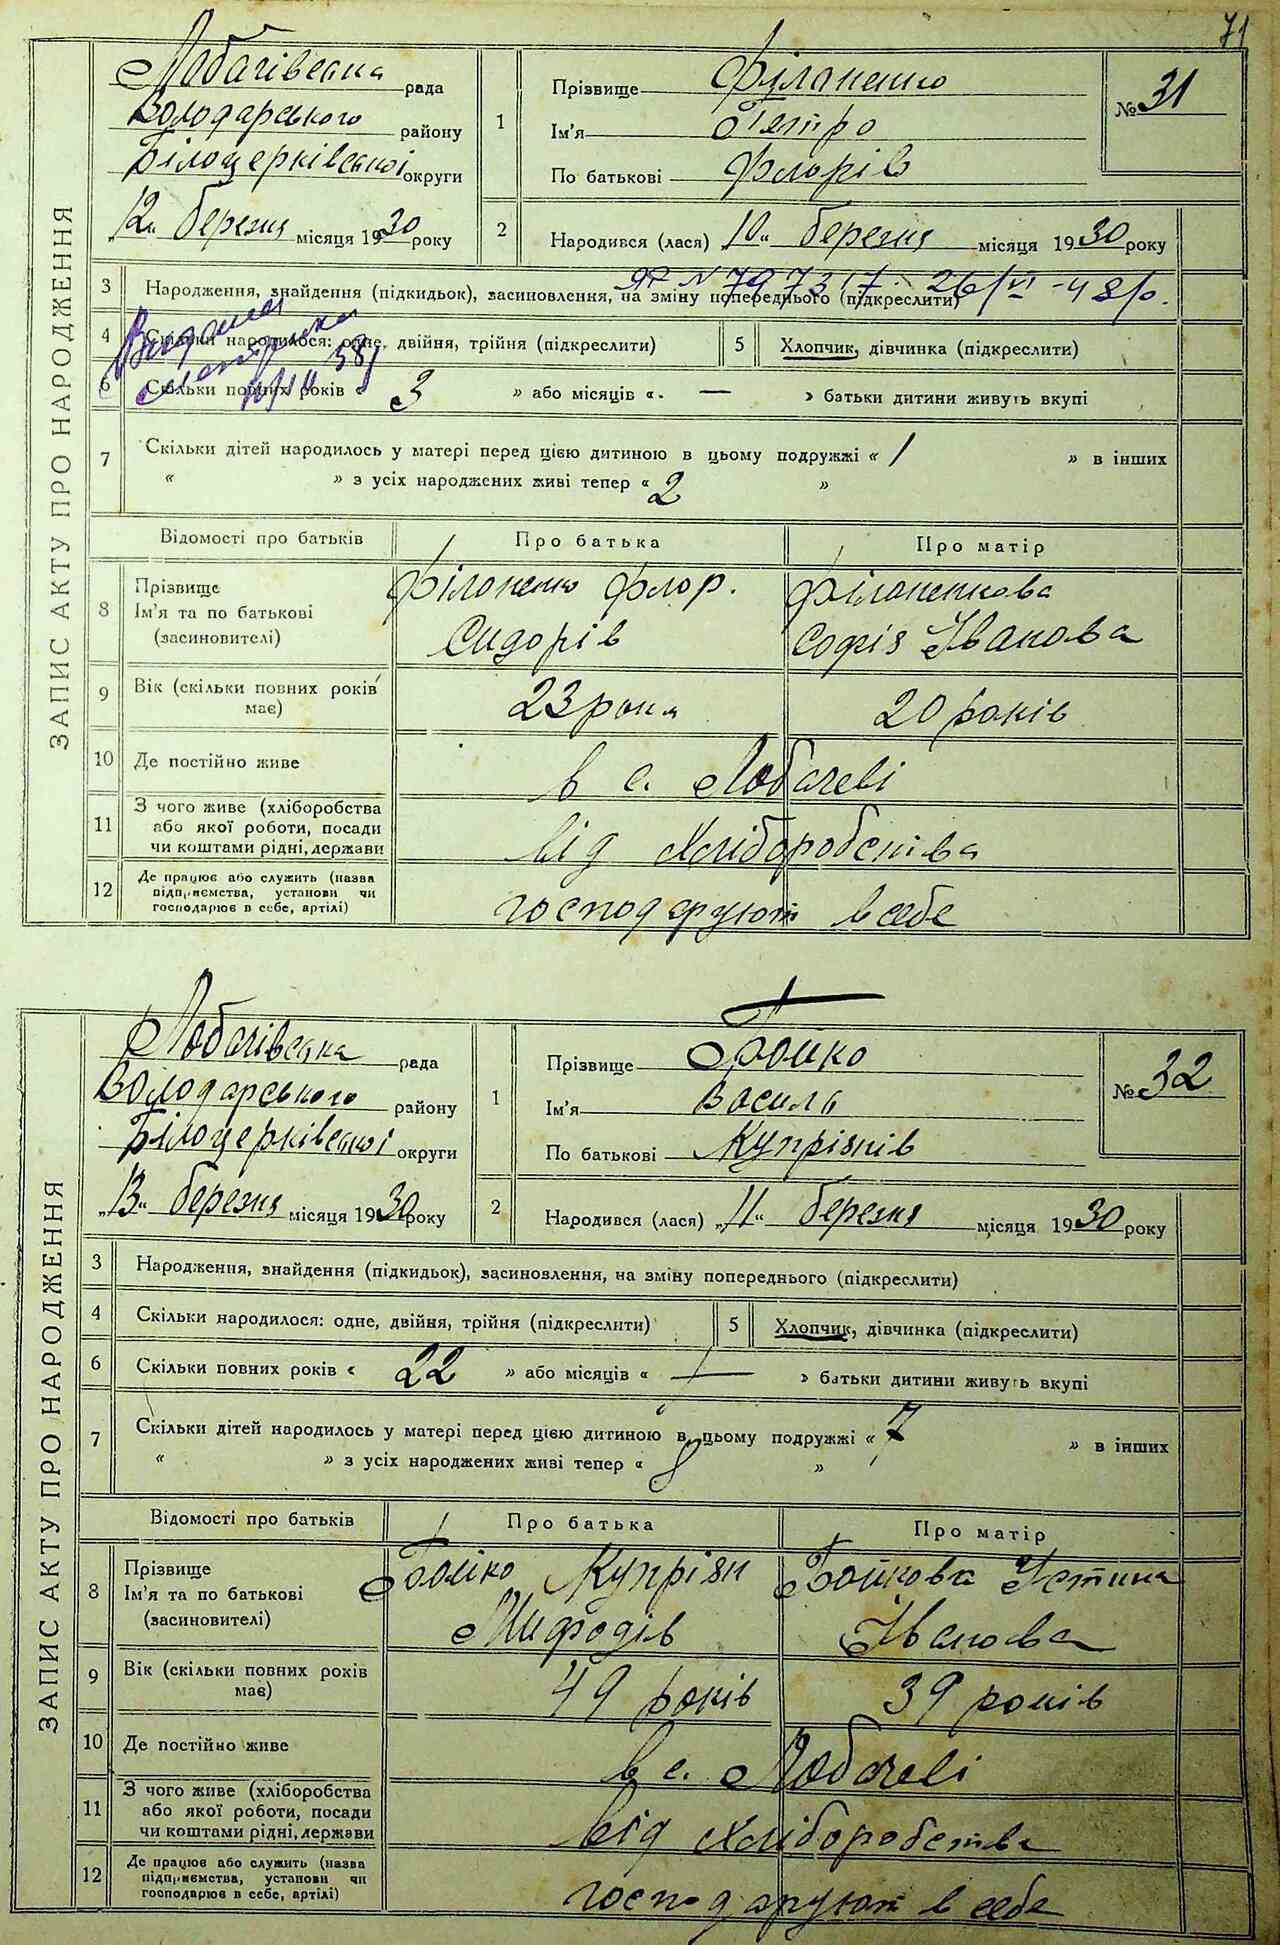 71
ЗАПИС АКТУ ПРО НАРОДЖЕННЯ
Лобачівська рада
Володарського району
Білоцерківської округи
„12“ березня місяця 1930 року
1 Прізвище Філоненко
Ім'я Петро
По батькові Флорів
№ 31
2 Народився (лася) „10“ березня місяця 1930 року
ЯР N 797317 26/VI-48р.
3 Народження, знайдення (підкидьок), засиновлення, на зміну попереднього (підкреслити)
Видана
метрика
4 Скільки народилося: одне, двійня, трійня (підкреслити)
5 Хлопчик, дівчинка (підкреслити)
6 Скільки повних років « 3 » або місяців « — » батьки дитини живуть вкупі
7 Скільки дітей народилось у матері перед цією дитиною в цьому подружжі « 1 » в інших
« » з усіх народжених живі тепер « 2 »
Відомості про батьків Про батька Про матір
8 Прізвище
Ім'я та по батькові
(засиновителі)
Філоненко Флор.
Сидорів
Філоненкова
Софія Іванова
9 Вік (скільки повних років
має)
23 роки 20 років
10 Де постійно живе в с. Лобачеві
11 З чого живе (хліборобства
або якої роботи, посади
чи коштами рідні, держави
від хліборобства
12 Де працює або служить (назва
підприємства, установи чи
господарює в себе, артілі)
господарюют в себе
ЗАПИС АКТУ ПРО НАРОДЖЕННЯ
Лобачівська рада
Володарського району
Білоцерківської округи
„13“ березня місяця 1930 року
1 Прізвище Бойко
Ім'я Василь
По батькові Купріянів
№ 32
2 Народився (лася) „11“ березня місяця 1930 року
3 Народження, знайдення (підкидьок), засиновлення, на зміну попереднього (підкреслити)
4 Скільки народилося: одне, двійня, трійня (підкреслити)
5 Хлопчик, дівчинка (підкреслити)
6 Скільки повних років « 22 » або місяців « — » батьки дитини живуть вкупі
7 Скільки дітей народилось у матері перед цією дитиною в цьому подружжі « 7 » в інших
« » з усіх народжених живі тепер « 8 »
Відомості про батьків Про батька Про матір
8 Прізвище
Ім'я та по батькові
(засиновителі)
Бойко Купріян
Мифодів
Бойкова Устина
Іванова
9 Вік (скільки повних років
має)
49 років 39 років
10 Де постійно живе в с. Лобачеві
11 З чого живе (хліборобства
або якої роботи, посади
чи коштами рідні, держави
від хліборобства
12 Де працює або служить (назва
підприємства, установи чи
господарює в себе, артілі)
господарюют в себе